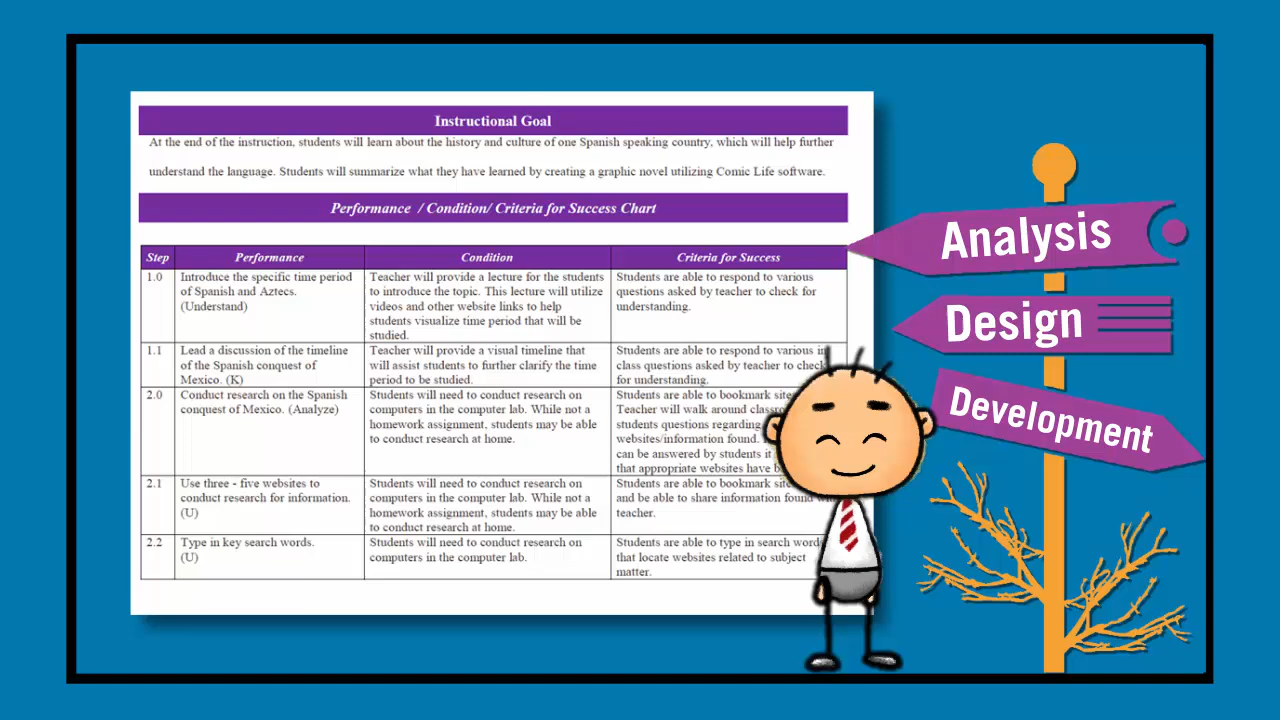 Instructional Goal
At the end of the instruction, students will learn about the history and culture of one Spanish speaking country, which will help further
understand the language. Students will summarize what they have learned by creating a graphic novel utilizing Comic Life software.
Performance / Condition/ Criteria for Success Chart
Step Performance Condition Criteria for Success
1.0
Introduce the specific time period
of Spanish and Aztecs.
(Understand)
Teacher will provide a lecture for the students
to introduce the topic. This lecture will utilize
videos and other website links to help
students visualize time period that will be
studied.
Students are able to respond to various
questions asked by teacher to check for
understanding.
1.1
Lead a discussion of the timeline
of the Spanish conquest of
Mexico. (K)
Teacher will provide a visual timeline that
will assist students to further clarify the time
period to be studied.
Students are able to respond to various in
class questions asked by teacher to check
for understanding.
2.0
Conduct research on the Spanish
conquest of Mexico. (Analyze)
Students will need to conduct research on
computers in the computer lab. While not a
homework assignment, students may be able
to conduct research at home.
Students are able to bookmark
Teacher will walk around
students questions regarding
websites/information found.
can be answered by students it
that appropriate websites have
2.1
Use three - five websites to
conduct research for information.
(U)
Students will need to conduct research on
computers in the computer lab. While not a
homework assignment, students may be able
to conduct research at home.
Students are able to bookmark
and be able to share information found
teacher.
2.2
Type in key search words.
(U)
Students will need to conduct research on
computers in the computer lab.
Students are able to type in search words
that locate websites related to subject
matter.
Analysis
Design
Development